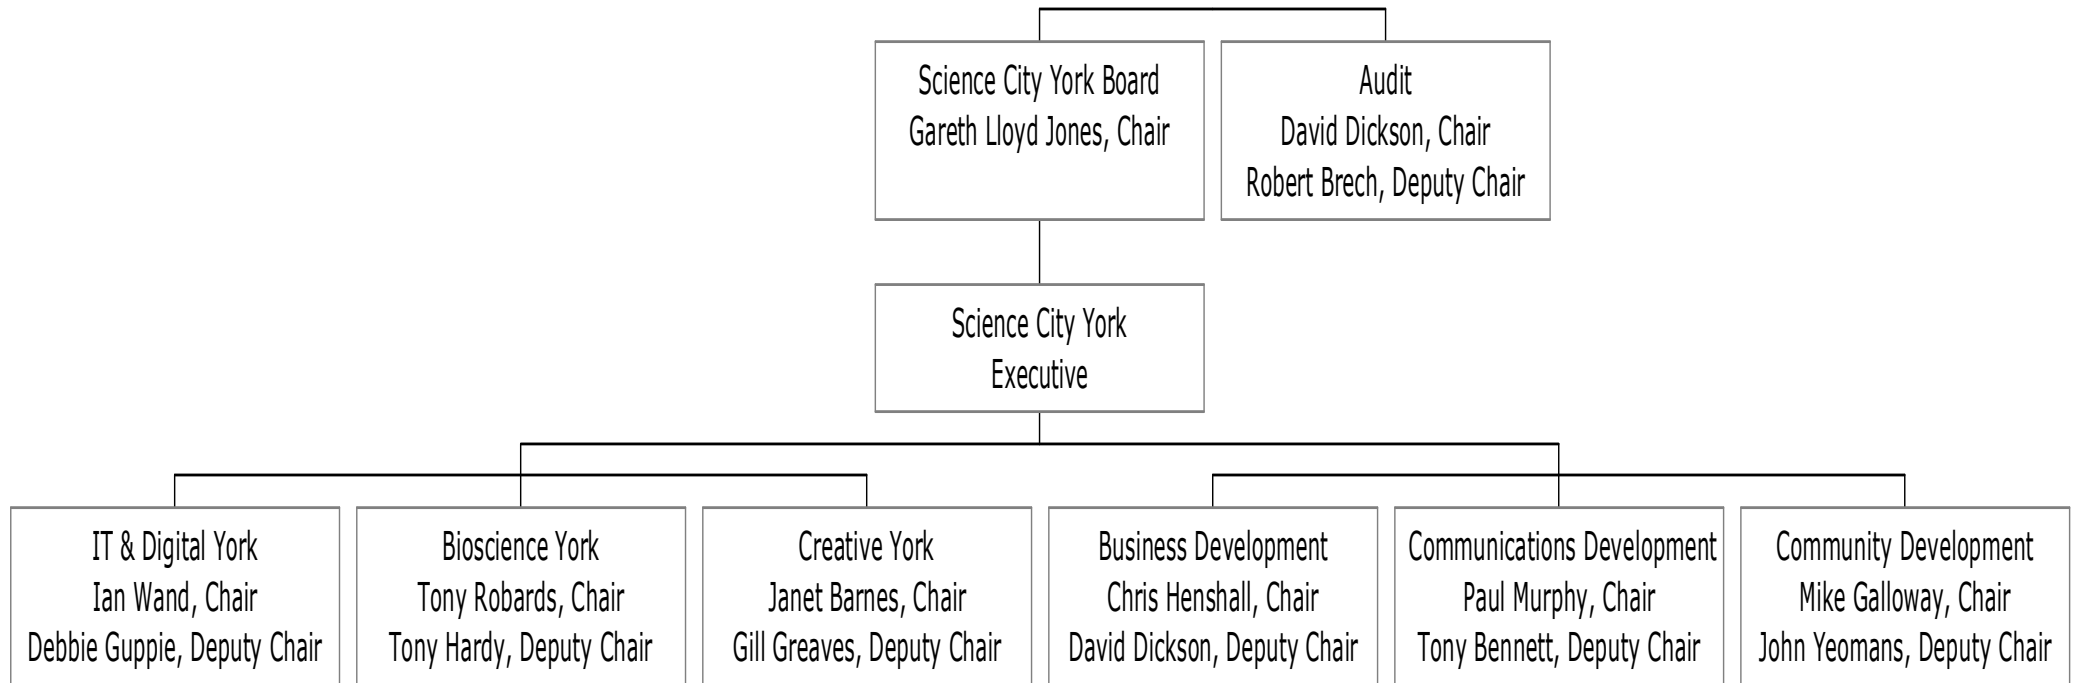 Science City York Board
Gareth Lloyd Jones, Chair
Audit
David Dickson, Chair
Robert Brech, Deputy Chair
Science City York
Executive
IT & Digital York
Ian Wand, Chair
Debbie Guppie, Deputy Chair
Bioscience York
Tony Robards, Chair
Tony Hardy, Deputy Chair
Creative York
Janet Barnes, Chair
Gill Greaves, Deputy Chair
Business Development
Chris Henshall, Chair
David Dickson, Deputy Chair
Communications Development
Paul Murphy, Chair
Tony Bennett, Deputy Chair
Community Development
Mike Galloway, Chair
John Yeomans, Deputy Chair